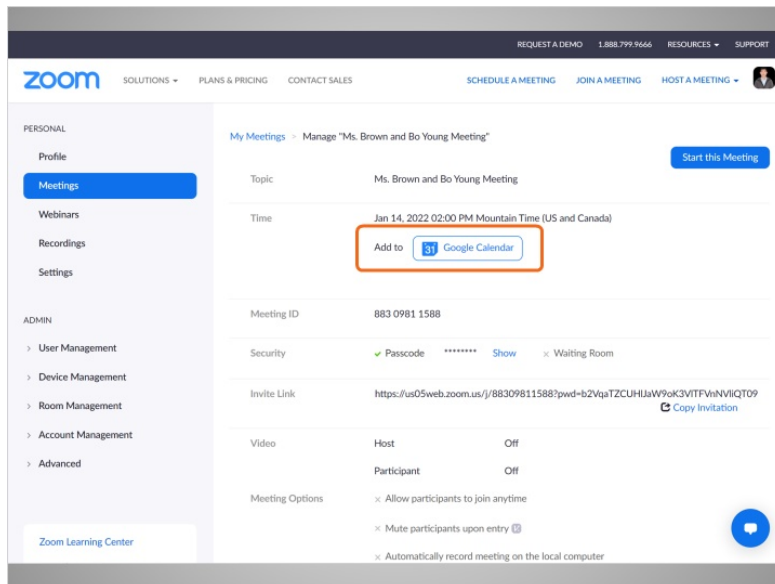 REQUEST A DEMO 1.888.799.9666 RESOURCES SUPPORT
zoom SOLUTIONS PLANS & PRICING CONTACT SALES SCHEDULE A MEETING JOIN A MEETING HOST A MEETING
PERSONAL
Profile
Meetings
Webinars
Recordings
Settings
ADMIN
> User Management
> Device Management
> Room Management
> Account Management
> Advanced
Zoom Learning Center
My Meetings > Manage "Ms. Brown and Bo Young Meeting"
Start this Meeting
Topic Ms. Brown and Bo Young Meeting
Time Jan 14, 2022 02:00 PM Mountain Time (US and Canada)
Add to 31 Google Calendar
Meeting ID 883 0981 1588
Security Passcode ******** Show Waiting Room
Invite Link https://us05web.zoom.us/j/88309811588?pwd=b2VqaTZCUHlJaW9oK3VlTFVnNVliQT09
Copy Invitation
Video Host Off
Participant Off
Meeting Options Allow participants to join anytime
Mute participants upon entry
Automatically record meeting on the local computer